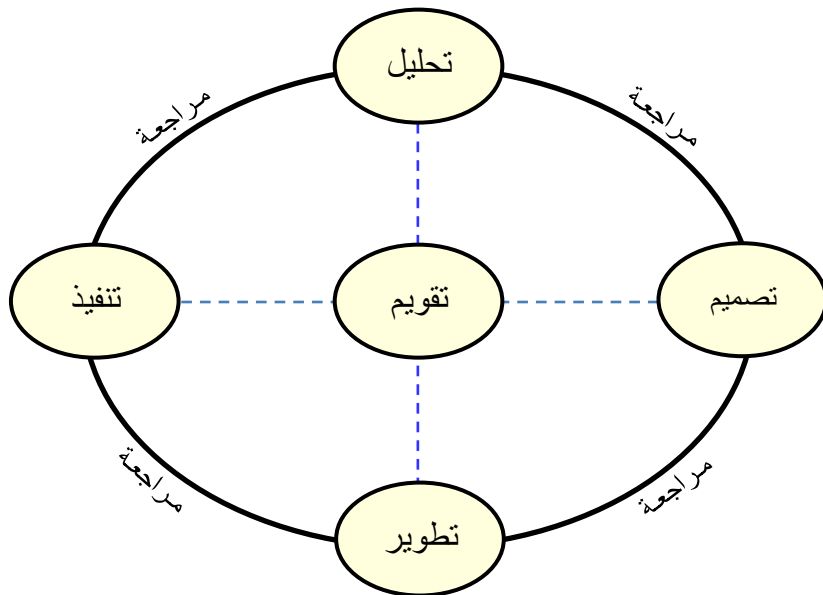 تحليل
مراجعة
مراجعة
تصميم
تقويم
تنفيذ
مراجعة
مراجعة
تطوير